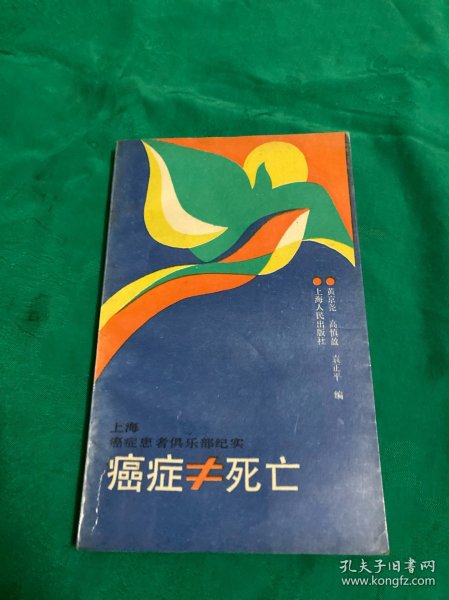 黄京尧 高慎盈 袁正平 编
上海人民出版社
上海
癌症患者俱乐部纪实
癌症≠死亡
孔夫子旧书网
www.kongfz.com